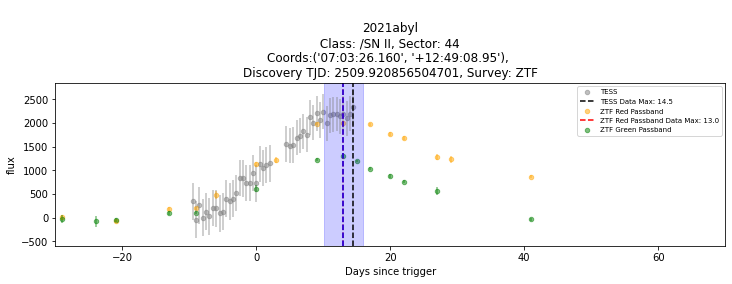 2021abyl
Class: /SN II, Sector: 44
Coords:('07:03:26.160', '+12:49:08.95'),
Discovery TJD: 2509.920856504701, Survey: ZTF
flux
2500
2000
1500
1000
500
0
−500
TESS
TESS Data Max: 14.5
ZTF Red Passband
ZTF Red Passband Data Max: 13.0
ZTF Green Passband
−20
0
20
40
60
Days since trigger